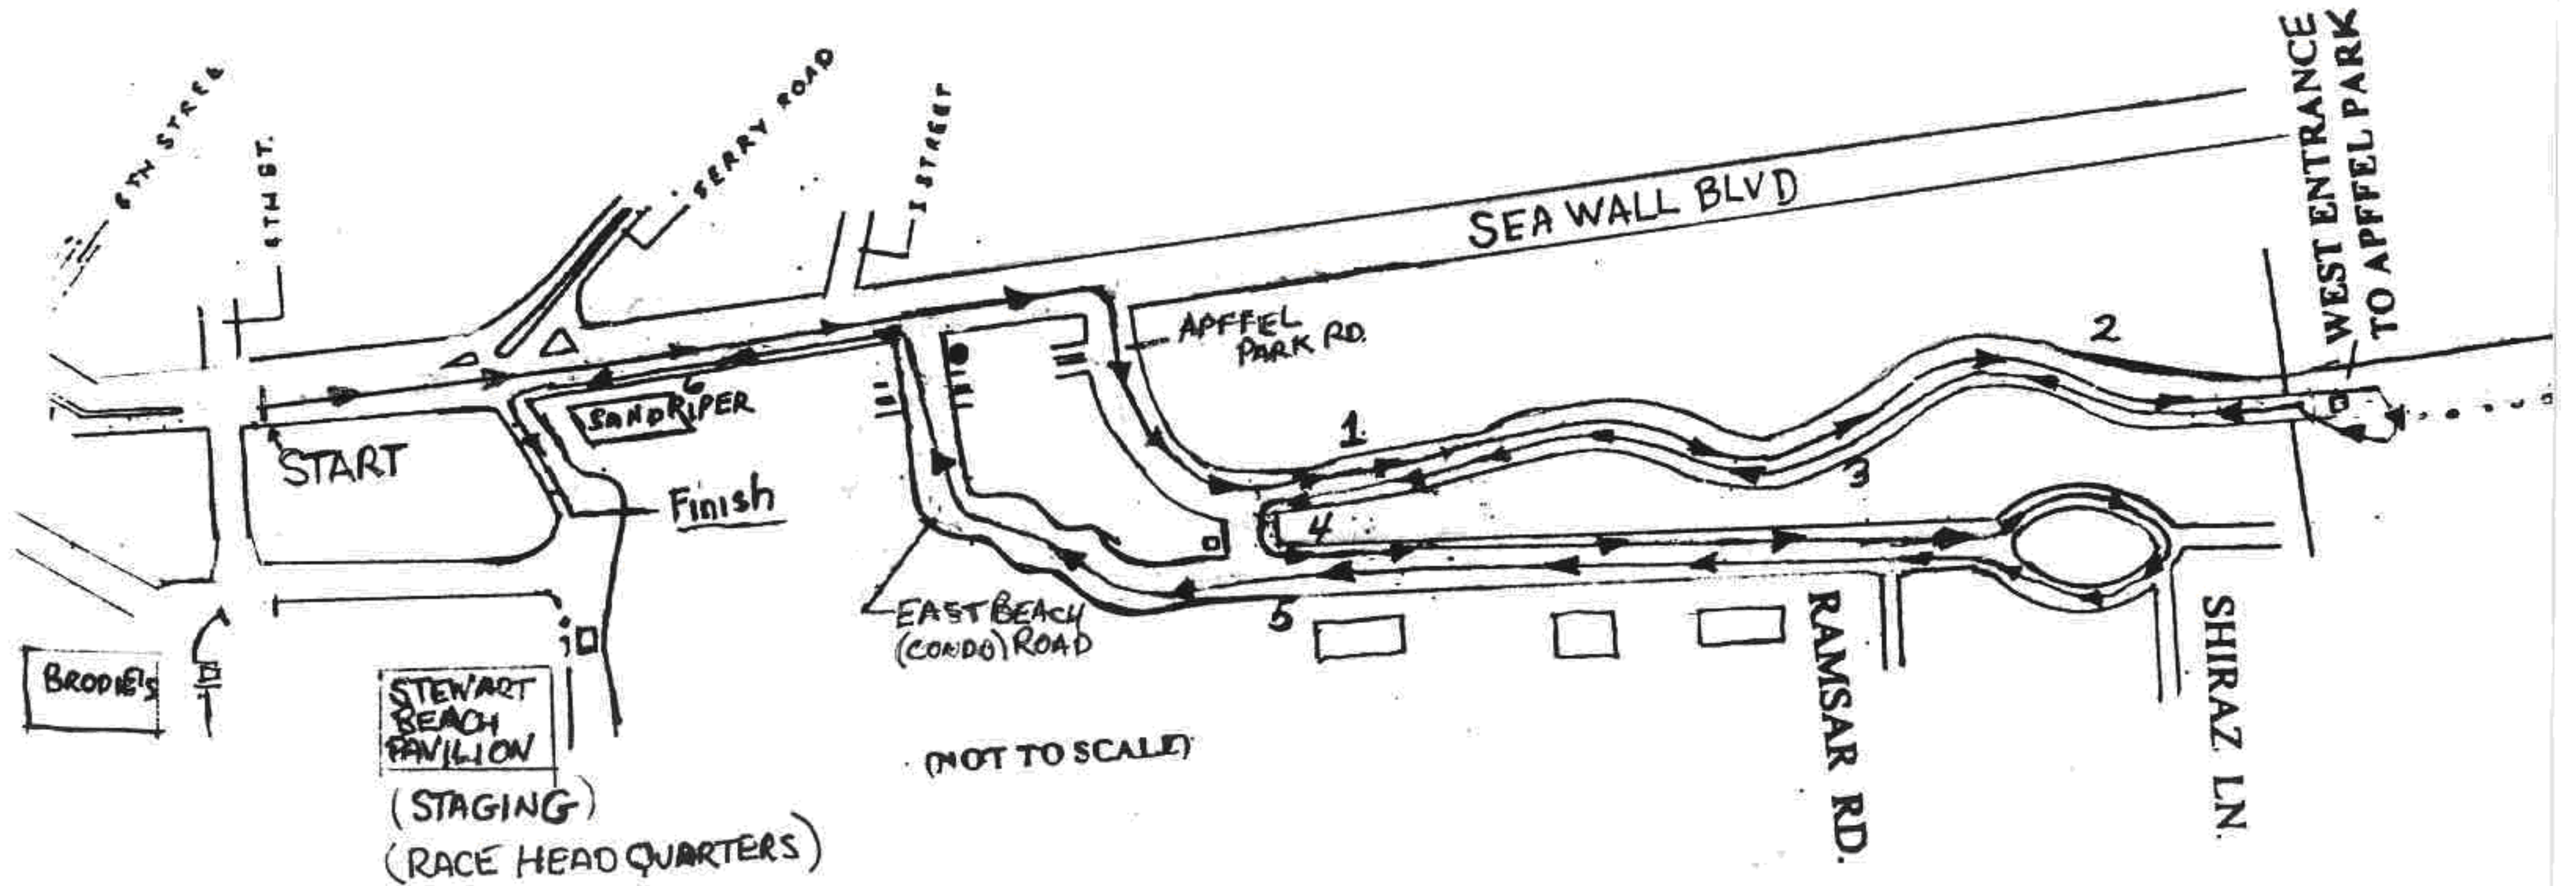 6TH STREE
6TH ST.
FERRY ROAD
I STREET
SEA WALL BLVD
WEST ENTRANCE
TO APFFEL PARK
APFFEL
PARK RD.
START
6
SANDRIPER
Finish
1
2
3
4
5
EAST BEACH
(CONDO) ROAD
BRODIE'S
STEWART
BEACH
PAVILION
(STAGING)
(RACE HEADQUARTERS)
(NOT TO SCALE)
RAMSAR RD.
SHIRAZ LN.